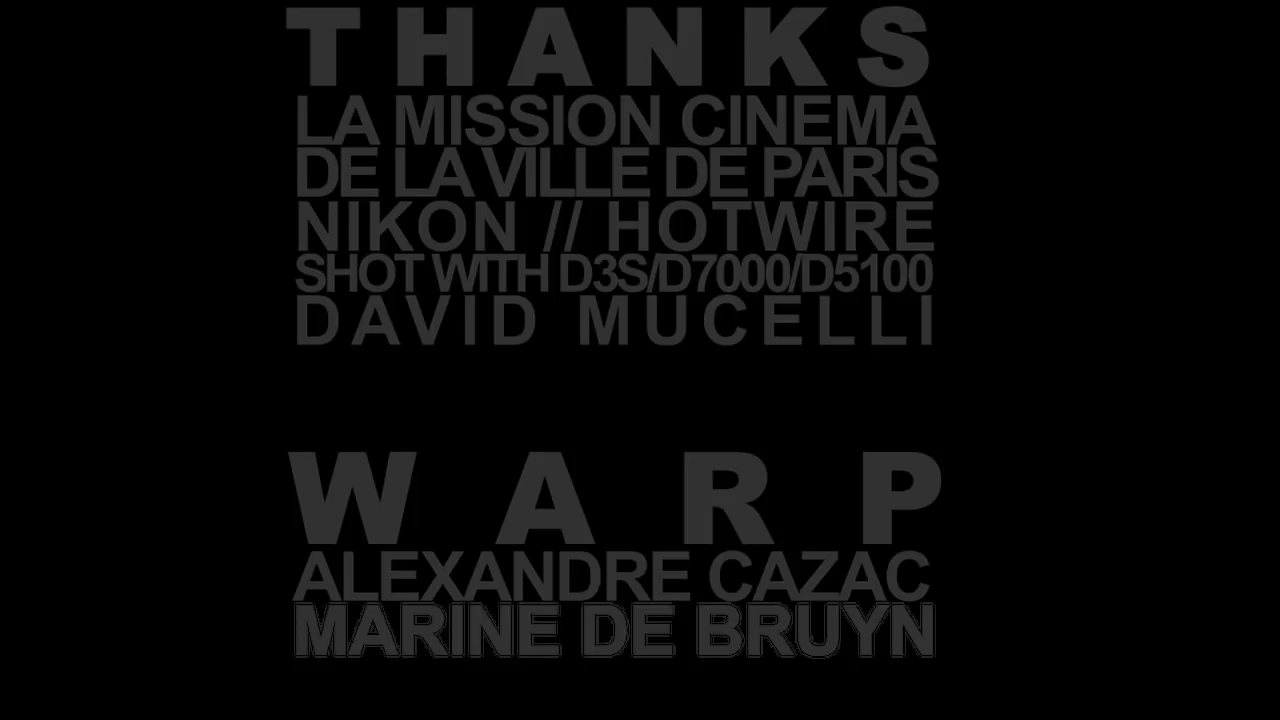 THANKS
LA MISSION CINEMA
DE LA VILLE DE PARIS
NIKON // HOTWIRE
SHOT WITH D3S/D7000/D5100
DAVID MUCELLI
WARP
ALEXANDRE CAZAC
MARINE DE BRUYN